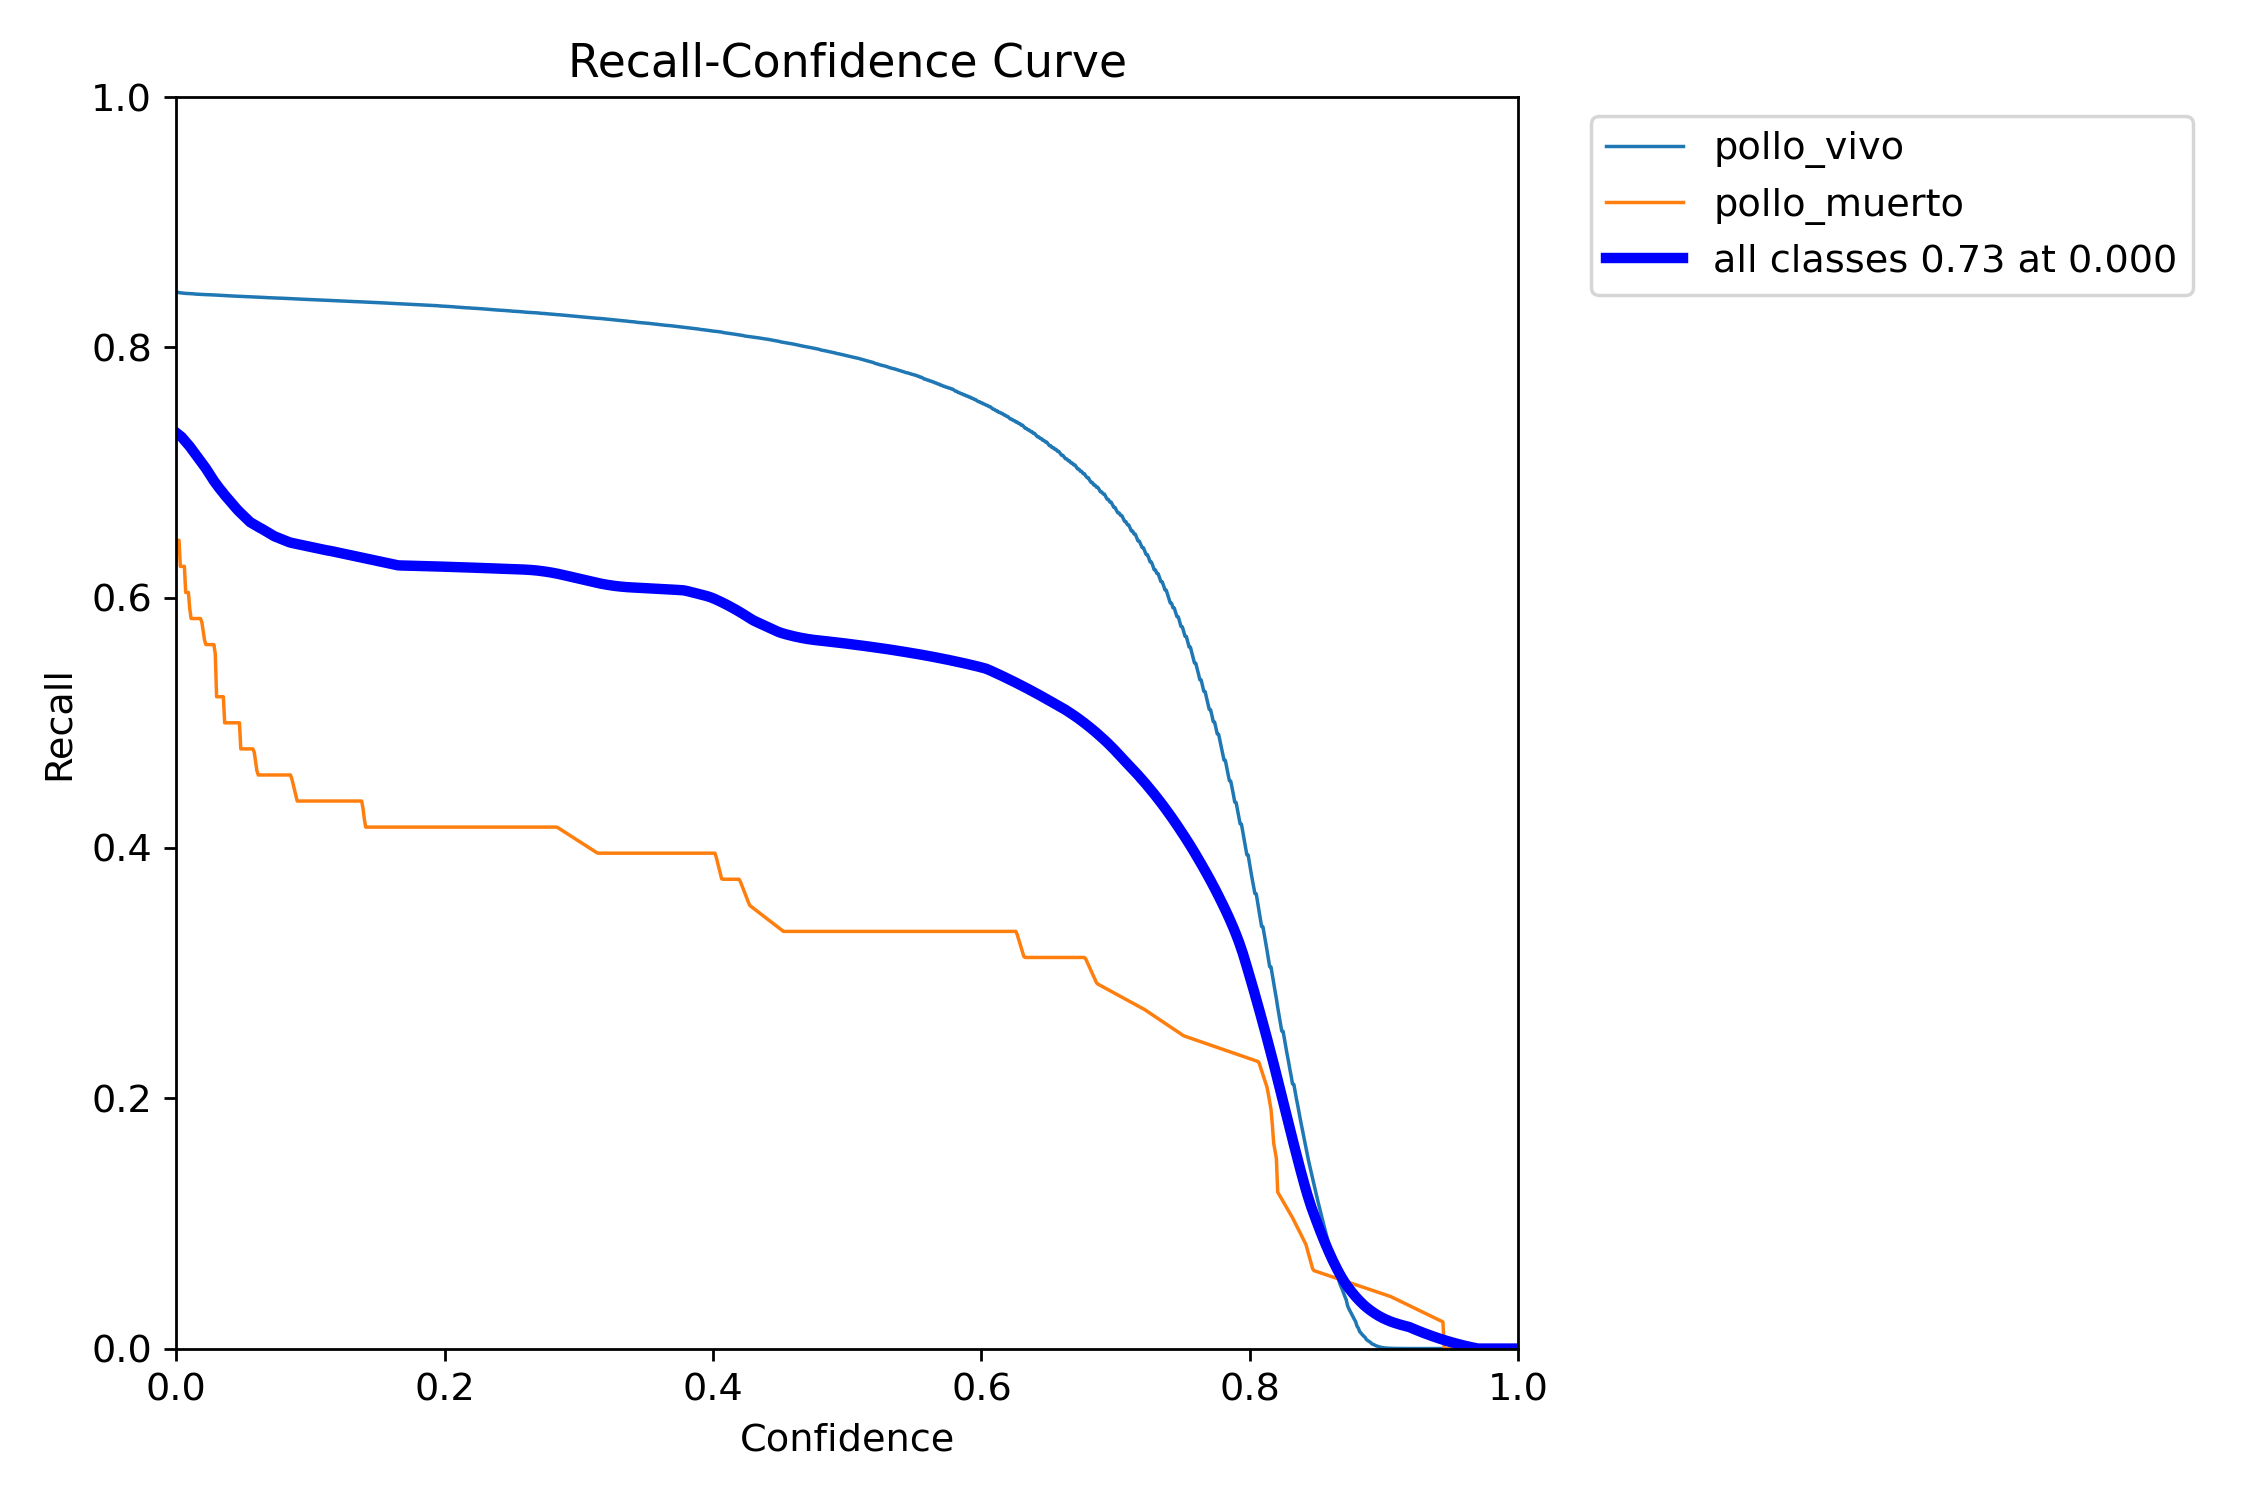 Recall-Confidence Curve
1.0
0.8
0.6
0.4
0.2
0.0
Recall
0.0 0.2 0.4 0.6 0.8 1.0
Confidence
pollo_vivo
pollo_muerto
all classes 0.73 at 0.000